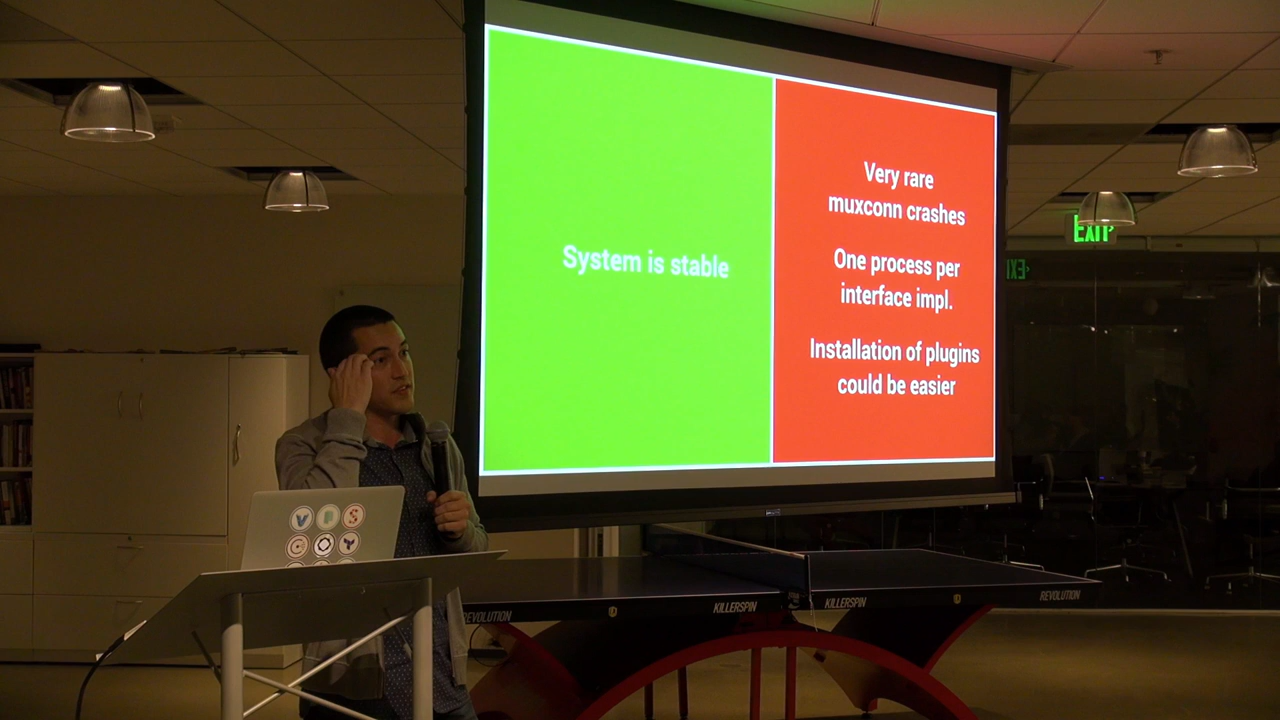 System is stable
Very rare
muxconn crashes
One process per
interface impl.
Installation of plugins
could be easier
EXIT
EXIT
V P S
REVOLUTION
KILLERSPIN
KILLERSPIN
REVOLUTION